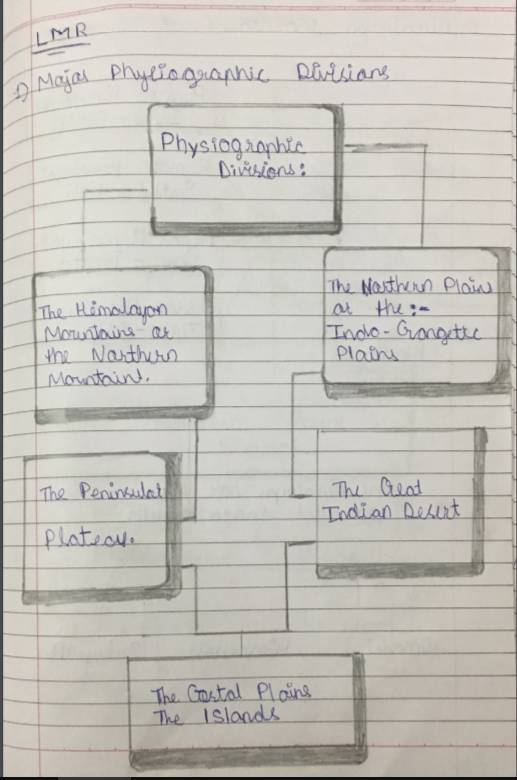 LMR
1) Major Physiographic Divisions
Physiographic
Divisions:
The Himalayan
Mountains or
the Northern
Mountains.
The Northern Plain
or the :-
Indo-Gangetic
Plains
The Peninsular
Plateau.
The Great
Indian Desert
The Costal Plains
The Islands